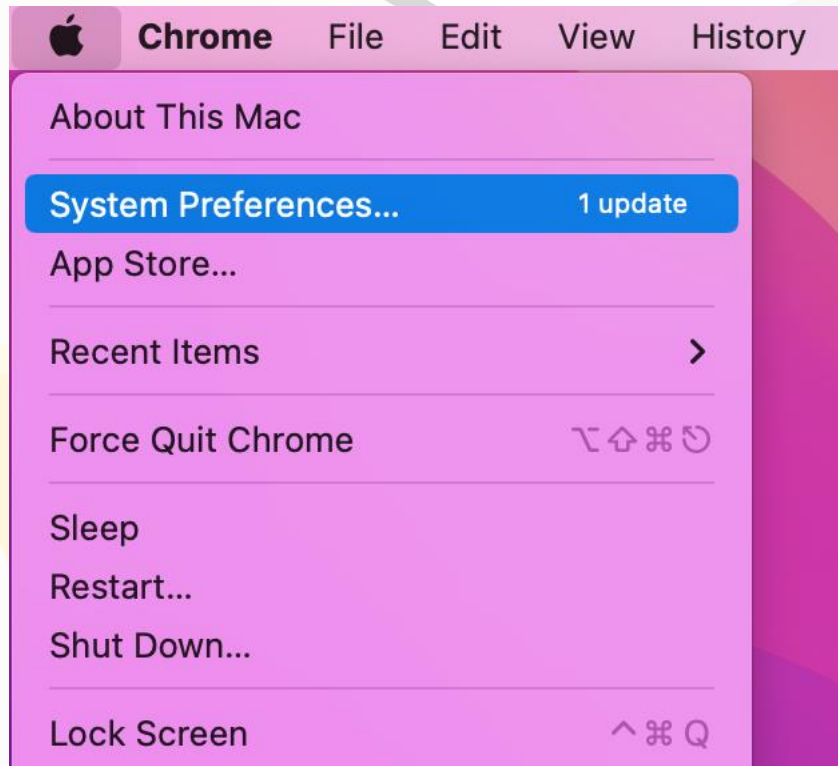 Chrome File Edit View History
About This Mac
System Preferences... 1 update
App Store...
Recent Items
Force Quit Chrome ⌥⇧⌘⎋
Sleep
Restart...
Shut Down...
Lock Screen ^⌘Q